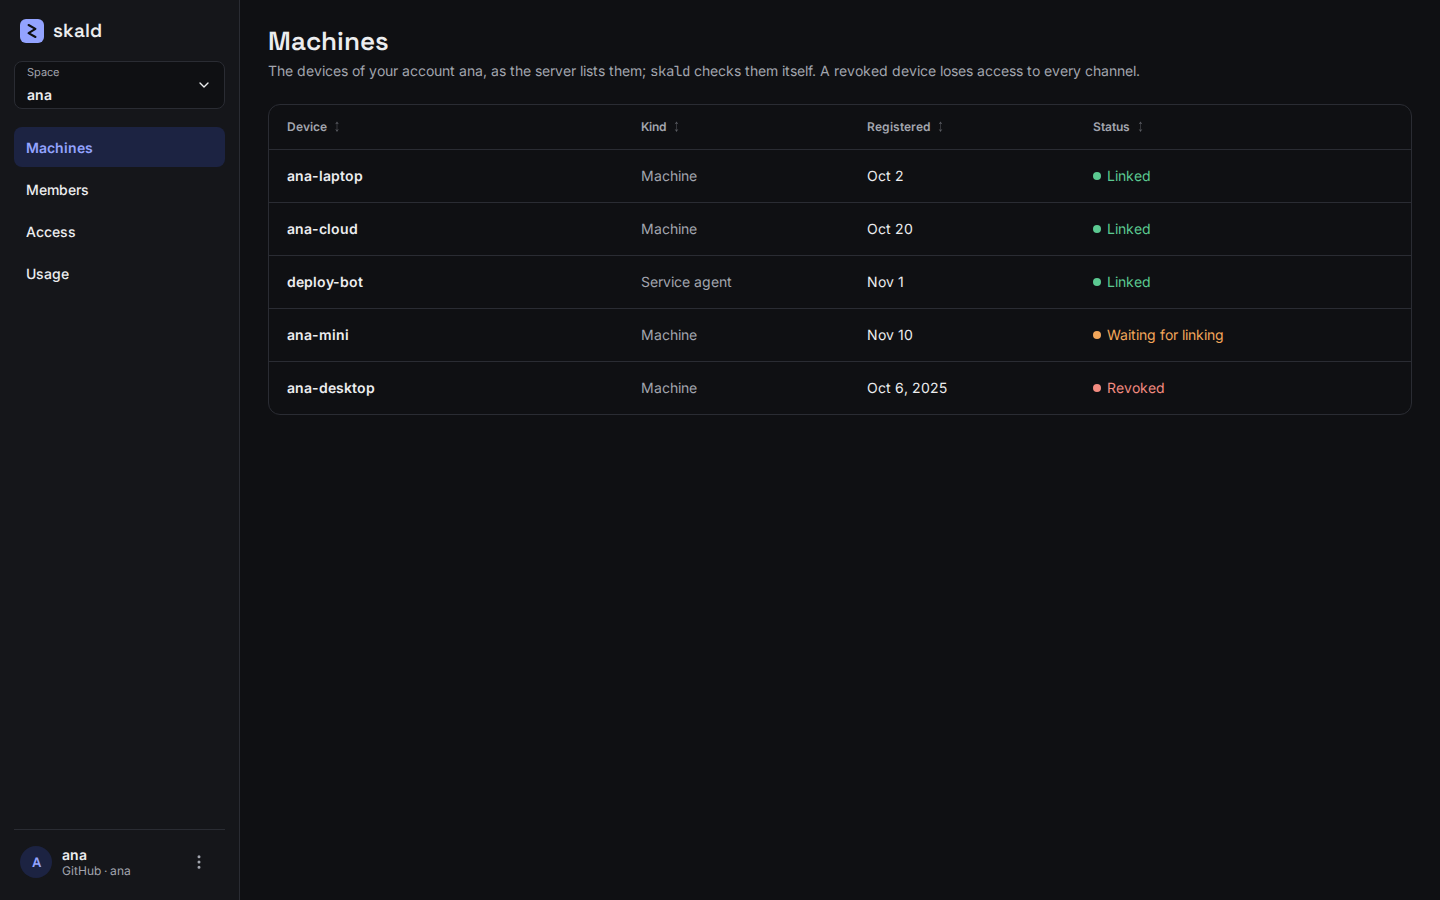 skald
Space
ana
Machines
Members
Access
Usage
A
ana
GitHub · ana
Machines
The devices of your account ana, as the server lists them; skald checks them itself. A revoked device loses access to every channel.
Device Kind Registered Status
ana-laptop Machine Oct 2 Linked
ana-cloud Machine Oct 20 Linked
deploy-bot Service agent Nov 1 Linked
ana-mini Machine Nov 10 Waiting for linking
ana-desktop Machine Oct 6, 2025 Revoked